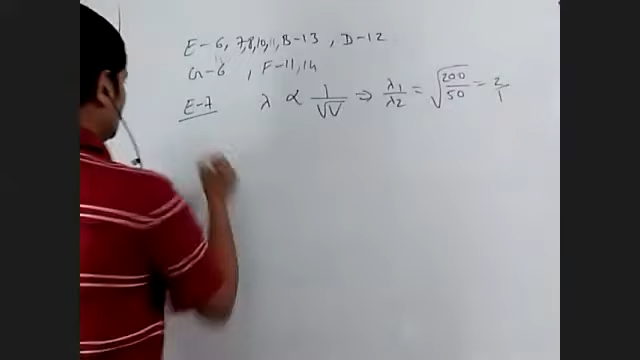 E-6, 7,8,10,11, B-13, D-12
G-6, F-11,14
E-7 λ ∝ 1/√V ⇒ λ1/λ2 = √200/50 = 2/1